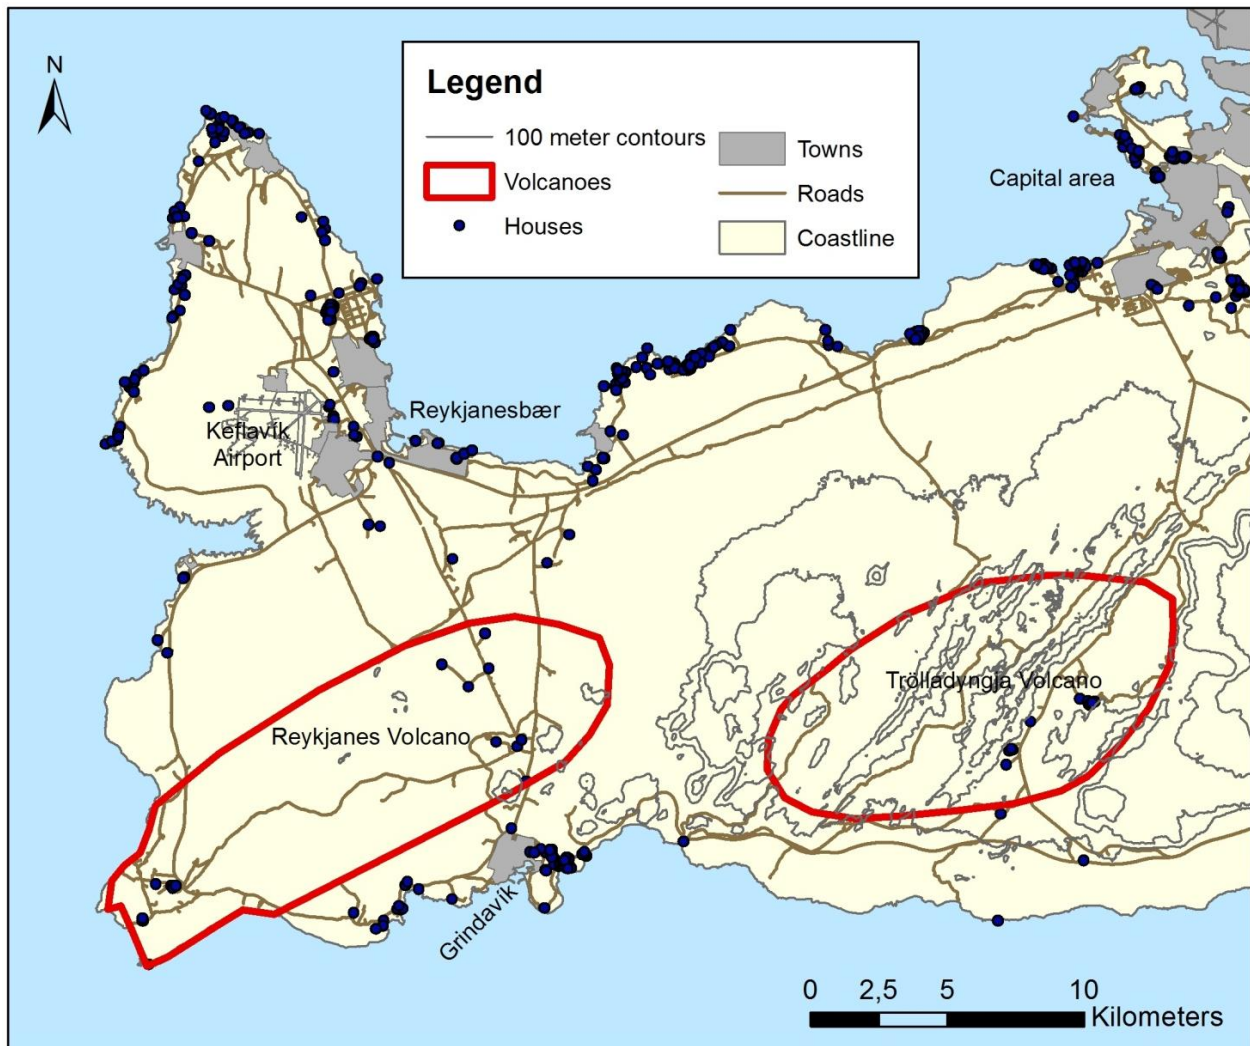 N
Legend
100 meter contours
Volcanoes
Houses
Towns
Roads
Coastline
Capital area
Reykjanesbær
Keflavík
Airport
Trölladyngja Volcano
Reykjanes Volcano
Grindavík
0 2,5 5 10
Kilometers